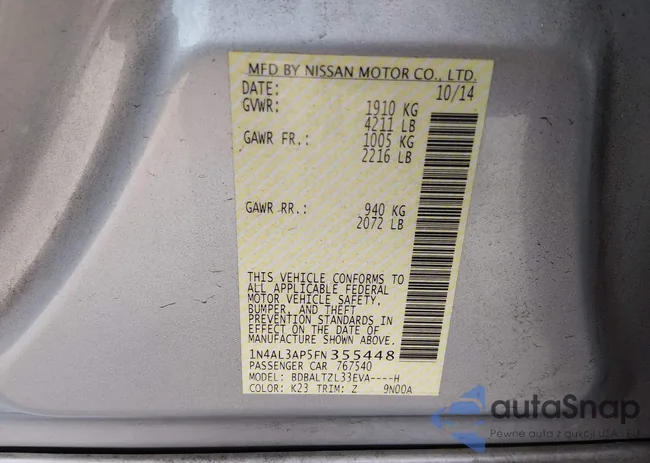 MFD BY NISSAN MOTOR CO., LTD.
DATE: 10/14
GVWR: 1910 KG
4211 LB
GAWR FR.: 1005 KG
2216 LB
GAWR RR.: 940 KG
2072 LB
THIS VEHICLE CONFORMS TO
ALL APPLICABLE FEDERAL
MOTOR VEHICLE SAFETY,
BUMPER, AND THEFT
PREVENTION STANDARDS IN
EFFECT ON THE DATE OF
MANUFACTURE SHOWN ABOVE.
1N4AL3AP5FN355448
PASSENGER CAR 767540
MODEL: BDBALTZL33EVA----H
COLOR: K23 TRIM: Z 9N00A
autaSnap
Pewne auta z aukcji USA